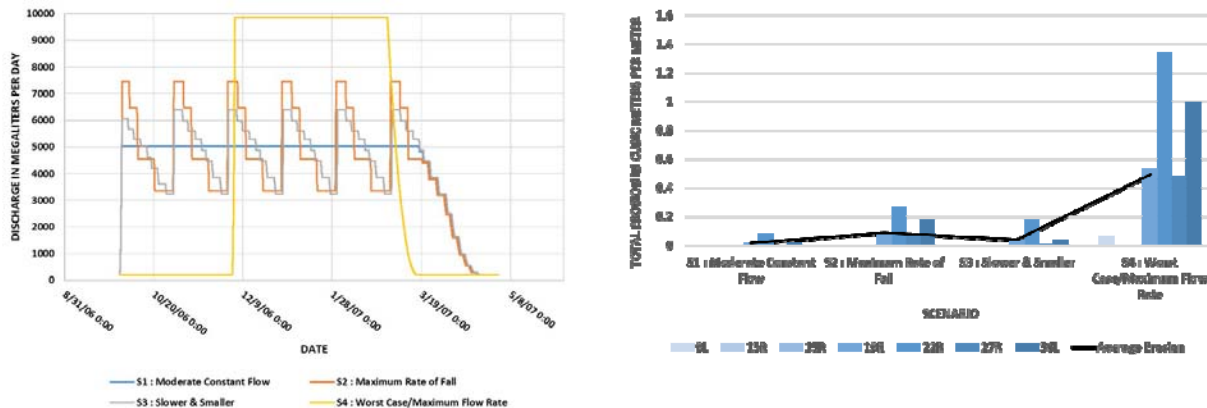 10000
9000
8000
7000
6000
5000
4000
3000
2000
1000
0
DISCHARGE IN MEGALITERS PER DAY
8/31/06 0:00
10/20/06 0:00
12/9/06 0:00
1/28/07 0:00
3/19/07 0:00
5/8/07 0:00
DATE
S1 : Moderate Constant Flow
S2 : Maximum Rate of Fall
S3 : Slower & Smaller
S4 : Worst Case/Maximum Flow Rate
1.6
1.4
1.2
1
0.8
0.6
0.4
0.2
0
TOTAL EROSION IN CUBIC METERS PER METER
S1 : Moderate Constant
Flow
S2 : Maximum Rate of
Fall
S3 : Slower & Smaller
S4 : Worst
Case/Maximum Flow
Rate
SCENARIO
15R
22R
27R
Average Erosion